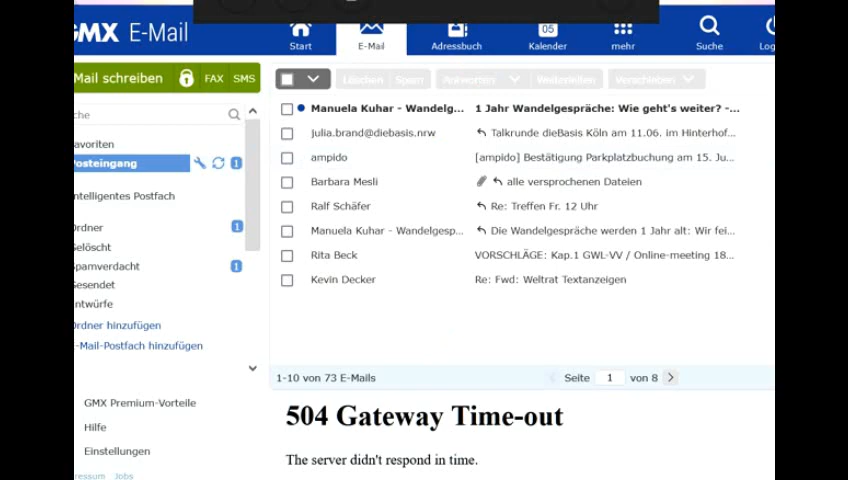 GMX E-Mail
Start
E-Mail
Adressbuch
05
Kalender
mehr
Suche
Log
Mail schreiben FAX SMS
Löschen Spam Antworten Weiterleiten Verschieben
che
avoriten
Posteingang 1
ntelligentes Postfach
rdner 1
elöscht
pamverdacht 1
esendet
ntwürfe
rdner hinzufügen
-Mail-Postfach hinzufügen
GMX Premium-Vorteile
Hilfe
Einstellungen
ressum Jobs
Manuela Kuhar - Wandelg... 1 Jahr Wandelgespräche: Wie geht's weiter? -...
julia.brand@diebasis.nrw Talkrunde dieBasis Köln am 11.06. im Hinterhof...
ampido [ampido] Bestätigung Parkplatzbuchung am 15. Ju...
Barbara Mesli alle versprochenen Dateien
Ralf Schäfer Re: Treffen Fr. 12 Uhr
Manuela Kuhar - Wandelgesp... Die Wandelgespräche werden 1 Jahr alt: Wir fei...
Rita Beck VORSCHLÄGE: Kap.1 GWL-VV / Online-meeting 18...
Kevin Decker Re: Fwd: Weltrat Textanzeigen
1-10 von 73 E-Mails Seite 1 von 8
504 Gateway Time-out
The server didn't respond in time.